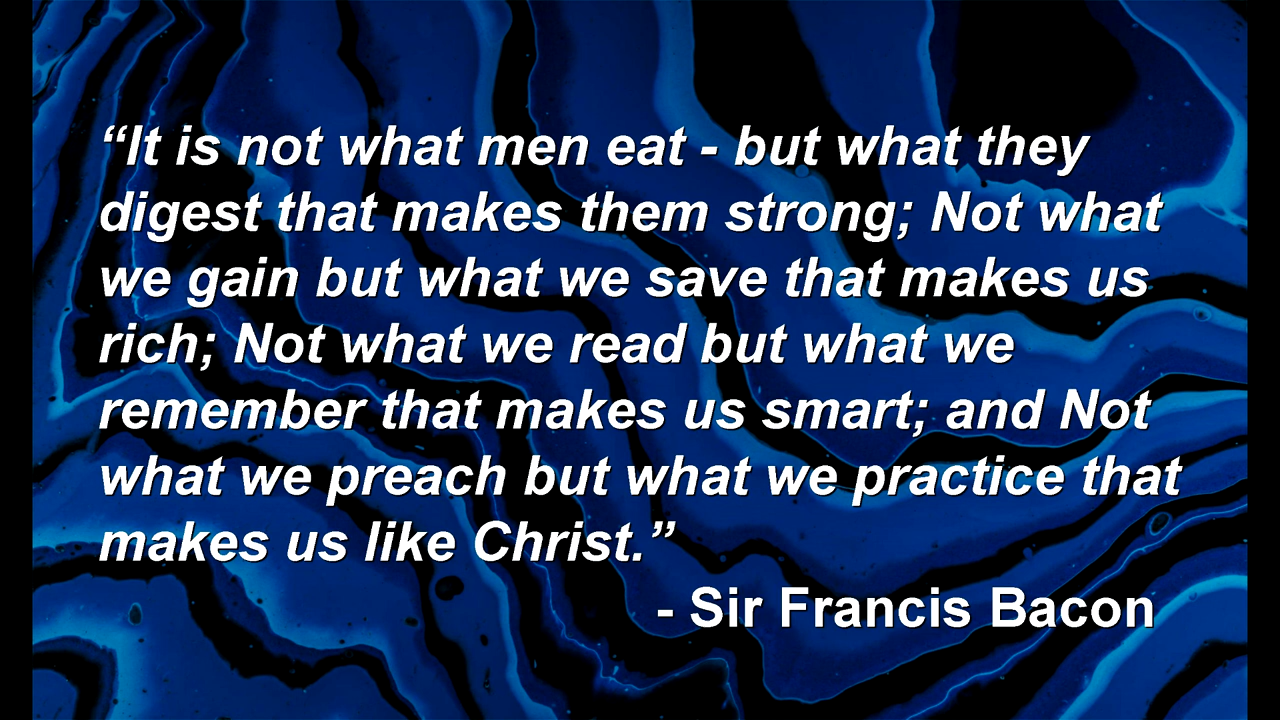 “It is not what men eat - but what they
digest that makes them strong; Not what
we gain but what we save that makes us
rich; Not what we read but what we
remember that makes us smart; and Not
what we preach but what we practice that
makes us like Christ.”
- Sir Francis Bacon